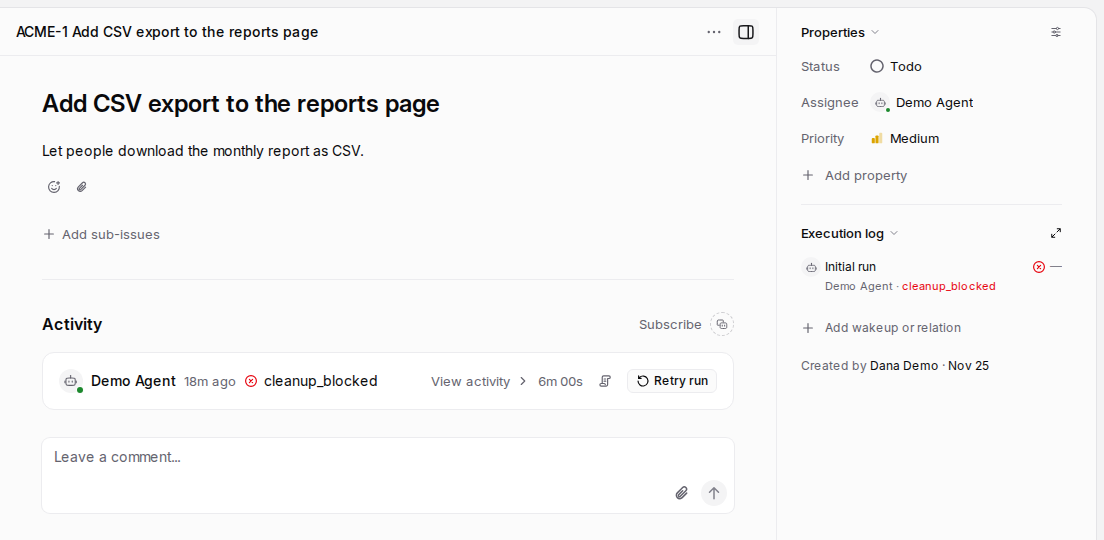 ACME-1 Add CSV export to the reports page
Add CSV export to the reports page
Let people download the monthly report as CSV.
Add sub-issues
Activity
Subscribe
Demo Agent 18m ago cleanup_blocked View activity 6m 00s Retry run
Leave a comment...
Properties
Status Todo
Assignee Demo Agent
Priority Medium
Add property
Execution log
Initial run —
Demo Agent · cleanup_blocked
Add wakeup or relation
Created by Dana Demo · Nov 25